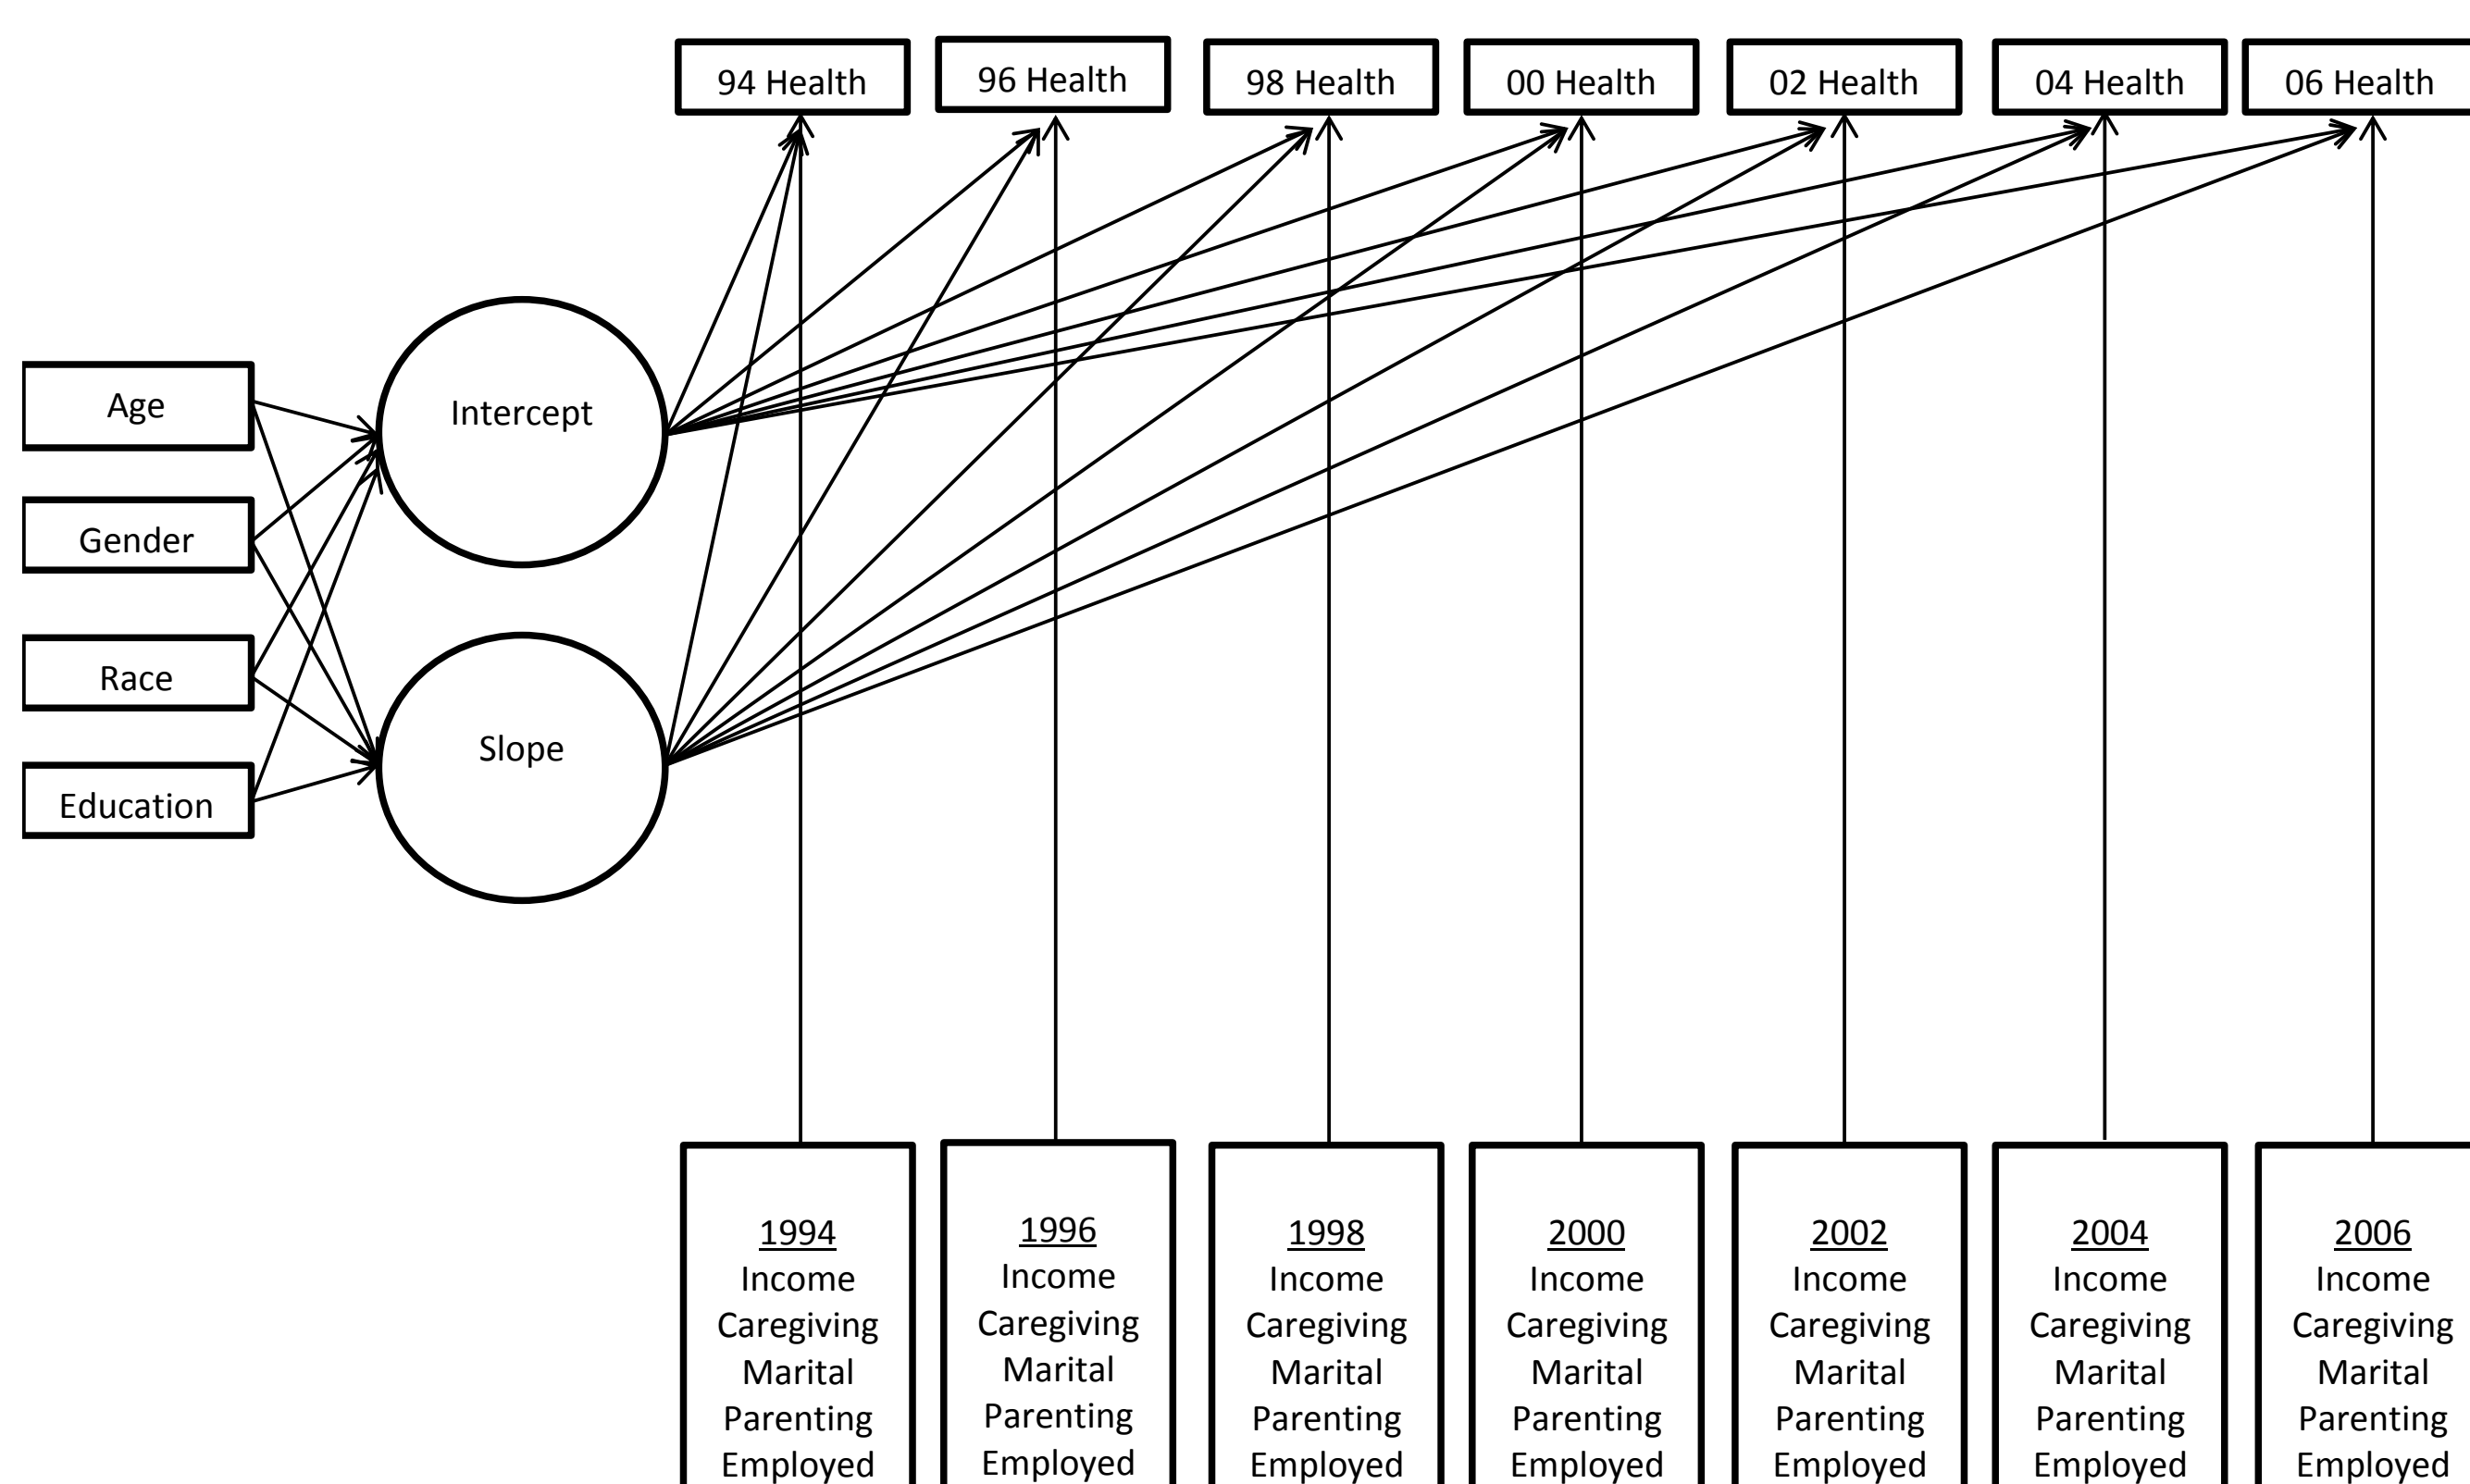 94 Health
96 Health
98 Health
00 Health
02 Health
04 Health
06 Health
Age
Gender
Race
Education
Intercept
Slope
1994
Income
Caregiving
Marital
Parenting
Employed
1996
Income
Caregiving
Marital
Parenting
Employed
1998
Income
Caregiving
Marital
Parenting
Employed
2000
Income
Caregiving
Marital
Parenting
Employed
2002
Income
Caregiving
Marital
Parenting
Employed
2004
Income
Caregiving
Marital
Parenting
Employed
2006
Income
Caregiving
Marital
Parenting
Employed